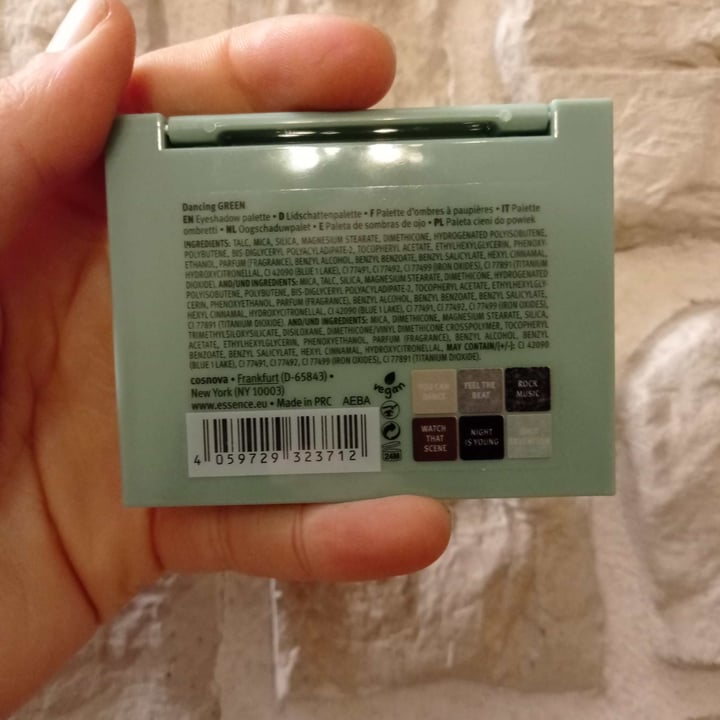 Dancing GREEN
EN Eyeshadow palette • D Lidschattenpalette • F Palette d'ombres à paupières • IT Palette
ombretti • NL Oogschaduwpalet • E Paleta de sombras de ojo • PL Paleta cieni do powiek
INGREDIENTS: TALC, MICA, SILICA, MAGNESIUM STEARATE, DIMETHICONE, HYDROGENATED POLYISOBUTENE,
POLYBUTENE, BIS-DIGLYCERYL POLYACYLADIPATE-2, TOCOPHERYL ACETATE, ETHYLHEXYLGLYCERIN, PHENOXY-
ETHANOL, PARFUM (FRAGRANCE), BENZYL ALCOHOL, BENZYL BENZOATE, BENZYL SALICYLATE, HEXYL CINNAMAL,
HYDROXYCITRONELLAL, CI 42090 (BLUE 1 LAKE), CI 77491, CI 77492, CI 77499 (IRON OXIDES), CI 77891 (TITANIUM
DIOXIDE). AND/UND INGREDIENTS: MICA, TALC, SILICA, MAGNESIUM STEARATE, DIMETHICONE, HYDROGENATED
POLYISOBUTENE, POLYBUTENE, BIS-DIGLYCERYL POLYACYLADIPATE-2, TOCOPHERYL ACETATE, ETHYLHEXYLGLY-
CERIN, PHENOXYETHANOL, PARFUM (FRAGRANCE), BENZYL ALCOHOL, BENZYL BENZOATE, BENZYL SALICYLATE,
HEXYL CINNAMAL, HYDROXYCITRONELLAL, CI 42090 (BLUE 1 LAKE), CI 77491, CI 77492, CI 77499 (IRON OXIDES),
CI 77891 (TITANIUM DIOXIDE). AND/UND INGREDIENTS: MICA, DIMETHICONE, MAGNESIUM STEARATE, SILICA,
TRIMETHYLSILOXYSILICATE, DISILOXANE, DIMETHICONE/VINYL DIMETHICONE CROSSPOLYMER, TOCOPHERYL
ACETATE, ETHYLHEXYLGLYCERIN, PHENOXYETHANOL, PARFUM (FRAGRANCE), BENZYL ALCOHOL, BENZYL
BENZOATE, BENZYL SALICYLATE, HEXYL CINNAMAL, HYDROXYCITRONELLAL. MAY CONTAIN/[+/-]: CI 42090
(BLUE 1 LAKE), CI 77491, CI 77492, CI 77499 (IRON OXIDES), CI 77891 (TITANIUM DIOXIDE).
cosnova • Frankfurt (D-65843) •
New York (NY 10003)
www.essence.eu • Made in PRC AEBA
4 059729 323712
vegan
24M
YOU CAN
DANCE
FEEL THE
BEAT
ROCK
MUSIC
WATCH
THAT
SCENE
NIGHT
IS YOUNG